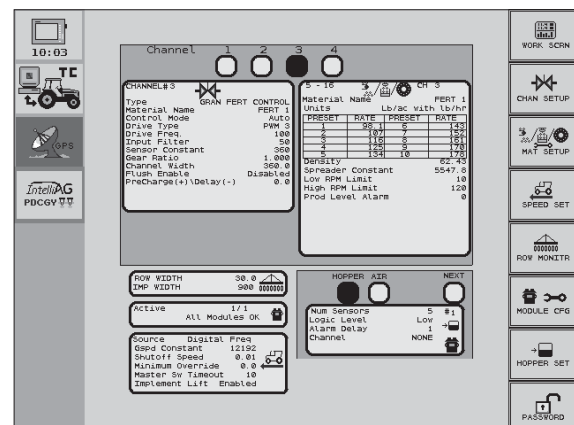 10:03
TC
GPS
IntelliAG
PDCGY
Channel 1 2 3 4
CHANNEL# 3
Type GRAN FERT CONTROL
Material Name FERT 1
Control Mode Auto
Drive Type PWM 3
Drive Freq. 100
Input Filter 50
Sensor Constant 360
Gear Ratio 1.000
Channel Width 360.0
Flush Enable Disabled
PreCharge(+)\Delay(-) 0.0
5 - 16 CH 3
Material Name FERT 1
Units Lb/ac with lb/hr
PRESET RATE PRESET RATE
1 98.1 6 143
2 107 7 152
3 116 8 161
4 125 9 170
5 134 10 178
Density 62.43
Spreader Constant 5547.8
Low RPM Limit 10
High RPM Limit 120
Prod Level Alarm 0
ROW WIDTH 30.0
IMP WIDTH 900
Active 1/1
All Modules OK
Source Digital Freq
Gspd Constant 12192
Shutoff Speed 0.01
Minimum Override 0.0
Master Sw Timeout 10
Implement Lift Enabled
HOPPER AIR NEXT
Num Sensors 5 #1
Logic Level Low
Alarm Delay 1
Channel NONE
WORK SCRN
CHAN SETUP
MAT SETUP
SPEED SET
ROW MONITR
MODULE CFG
HOPPER SET
PASSWORD